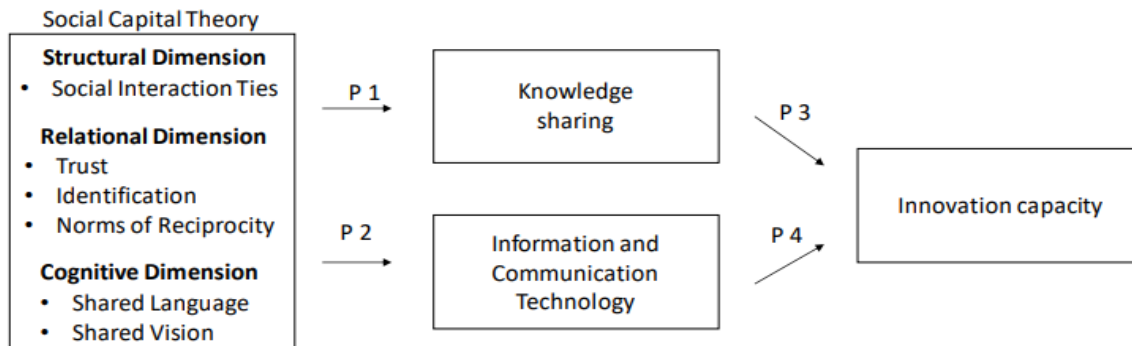 Social Capital Theory
Structural Dimension
• Social Interaction Ties
Relational Dimension
• Trust
• Identification
• Norms of Reciprocity
Cognitive Dimension
• Shared Language
• Shared Vision
P 1
P 2
Knowledge
sharing
Information and
Communication
Technology
P 3
P 4
Innovation capacity